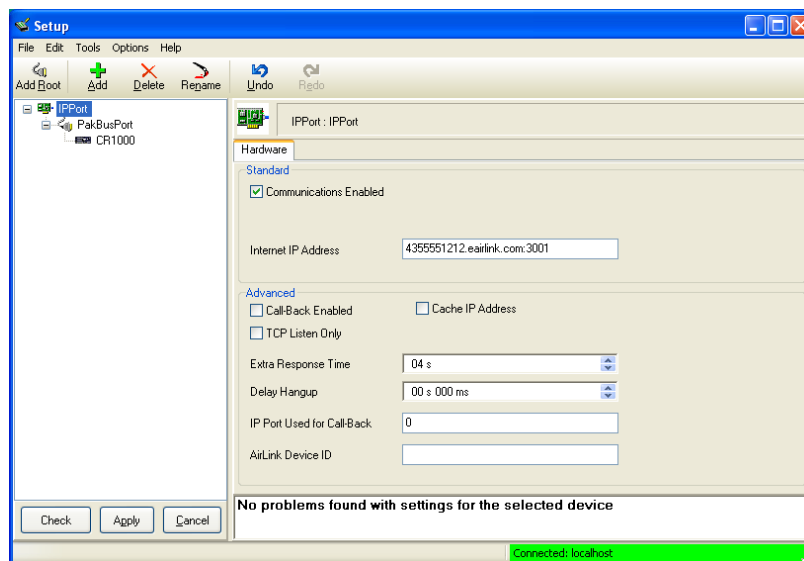 Setup
File Edit Tools Options Help
Add Root Add Delete Rename Undo Redo
IPPort
PakBusPort
CR1000
IPPort : IPPort
Hardware
Standard
Communications Enabled
Internet IP Address 4355551212.eairlink.com:3001
Advanced
Call-Back Enabled Cache IP Address
TCP Listen Only
Extra Response Time 04 s
Delay Hangup 00 s 000 ms
IP Port Used for Call-Back 0
AirLink Device ID
No problems found with settings for the selected device
Check Apply Cancel
Connected: localhost